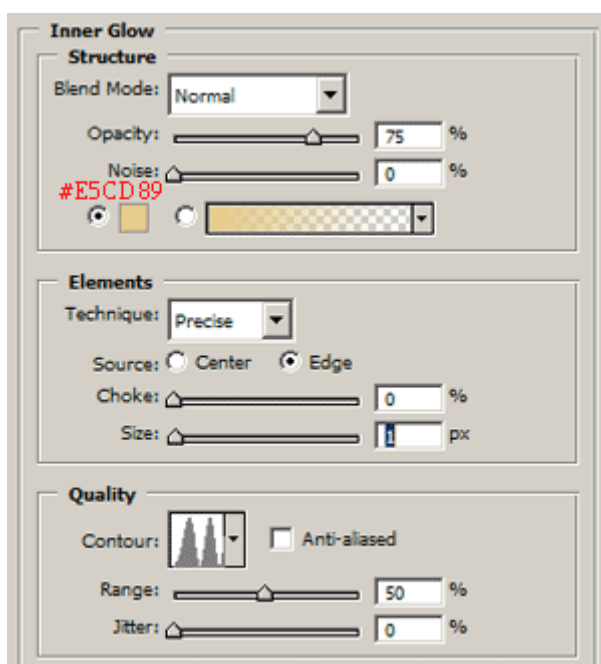 Inner Glow
Structure
Blend Mode: Normal
Opacity: 75 %
Noise: 0 %
#E5CD89
Elements
Technique: Precise
Source: Center Edge
Choke: 0 %
Size: 1 px
Quality
Contour: Anti-aliased
Range: 50 %
Jitter: 0 %